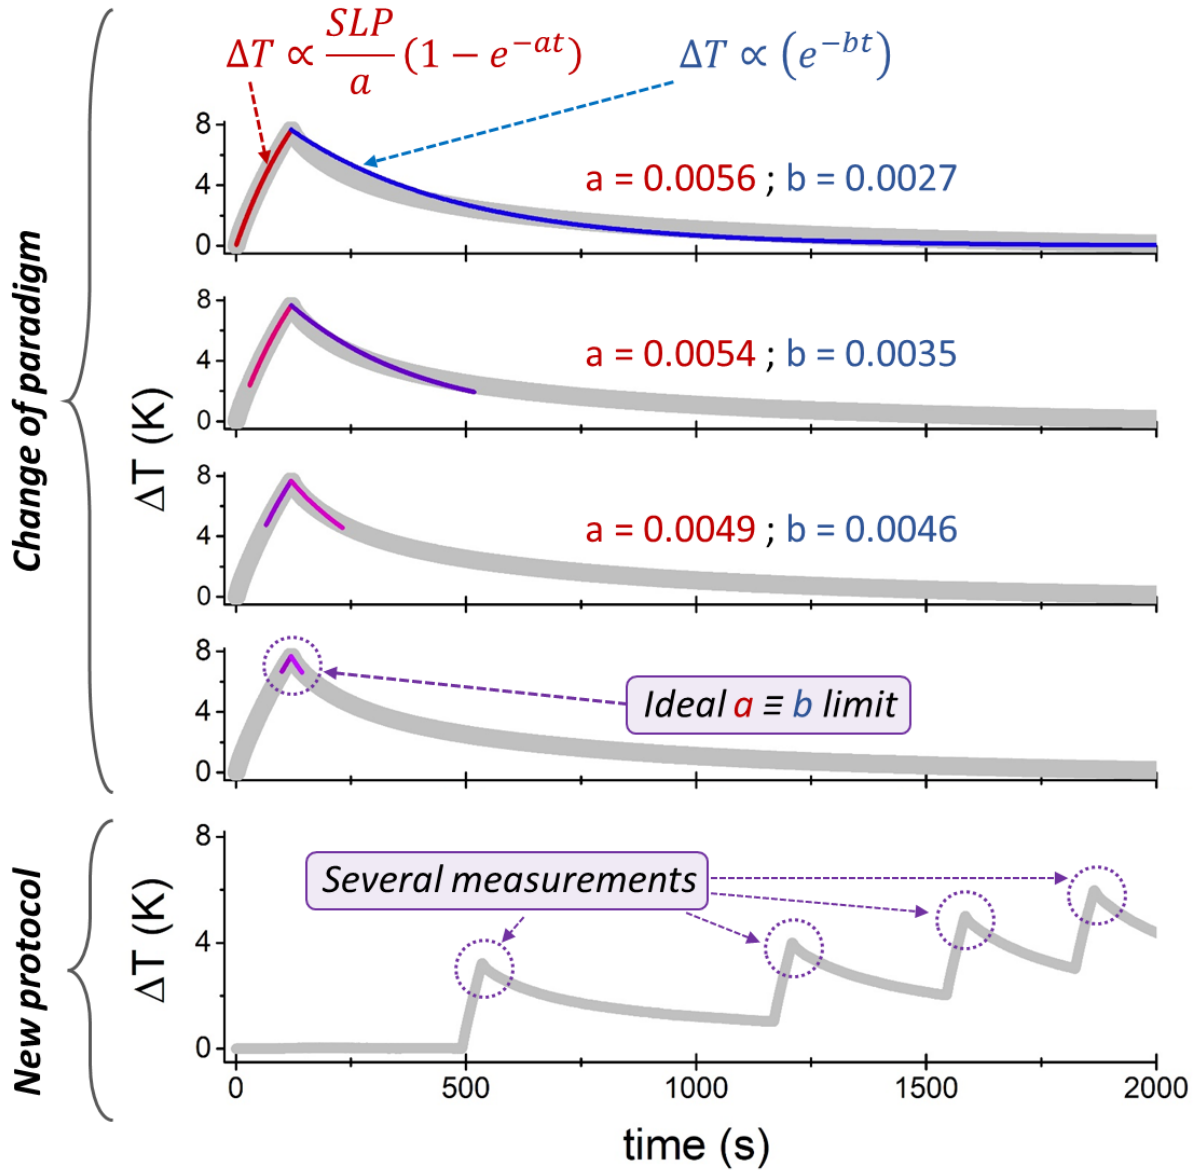 ΔT ∝ SLP/a (1 − e^{−at})
ΔT ∝ (e^{−bt})
Change of paradigm
ΔT (K)
8
4
0
a = 0.0056 ; b = 0.0027
8
4
0
a = 0.0054 ; b = 0.0035
8
4
0
a = 0.0049 ; b = 0.0046
8
4
0
Ideal a ≡ b limit
New protocol
ΔT (K)
8
4
0
Several measurements
0 500 1000 1500 2000
time (s)